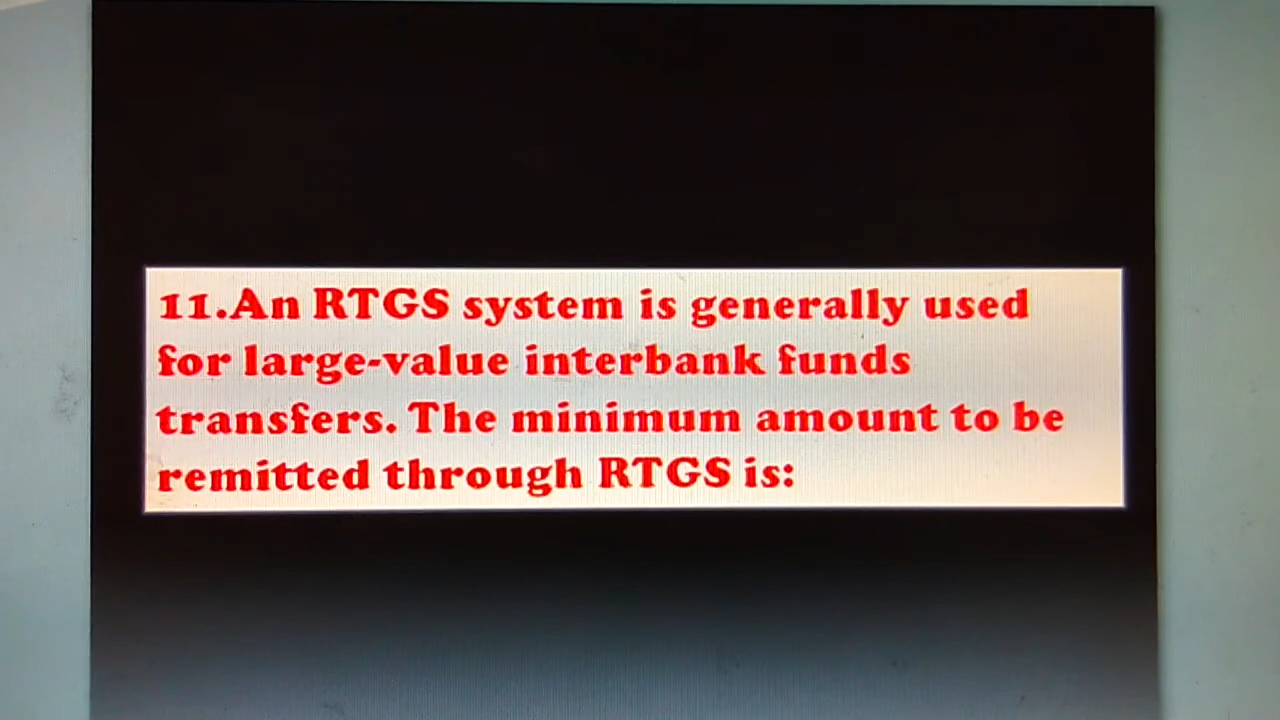 11.An RTGS system is generally used
for large-value interbank funds
transfers. The minimum amount to be
remitted through RTGS is: